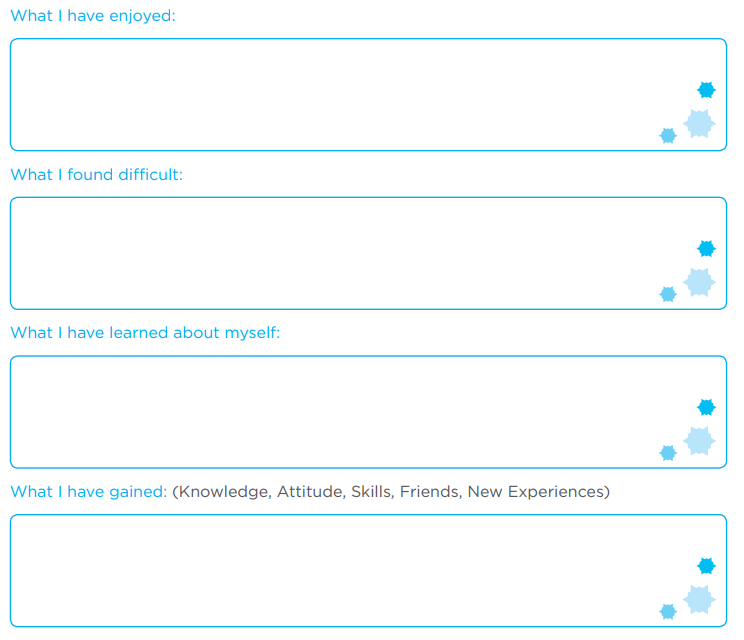 What I have enjoyed:
What I found difficult:
What I have learned about myself:
What I have gained: (Knowledge, Attitude, Skills, Friends, New Experiences)